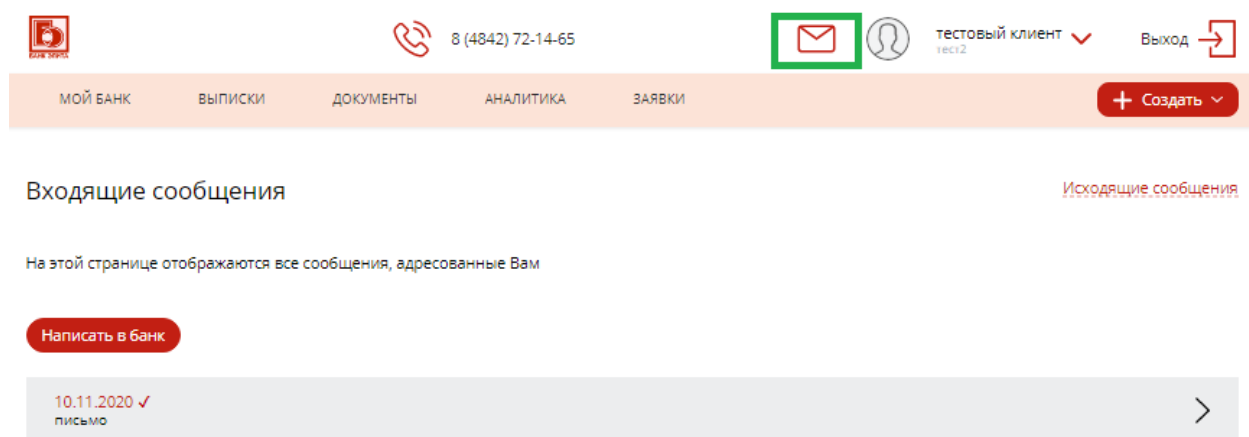 8 (4842) 72-14-65
тестовый клиент
тест2
Выход
МОЙ БАНК ВЫПИСКИ ДОКУМЕНТЫ АНАЛИТИКА ЗАЯВКИ
+ Создать
Входящие сообщения
Исходящие сообщения
На этой странице отображаются все сообщения, адресованные Вам
Написать в банк
10.11.2020 ✓
письмо